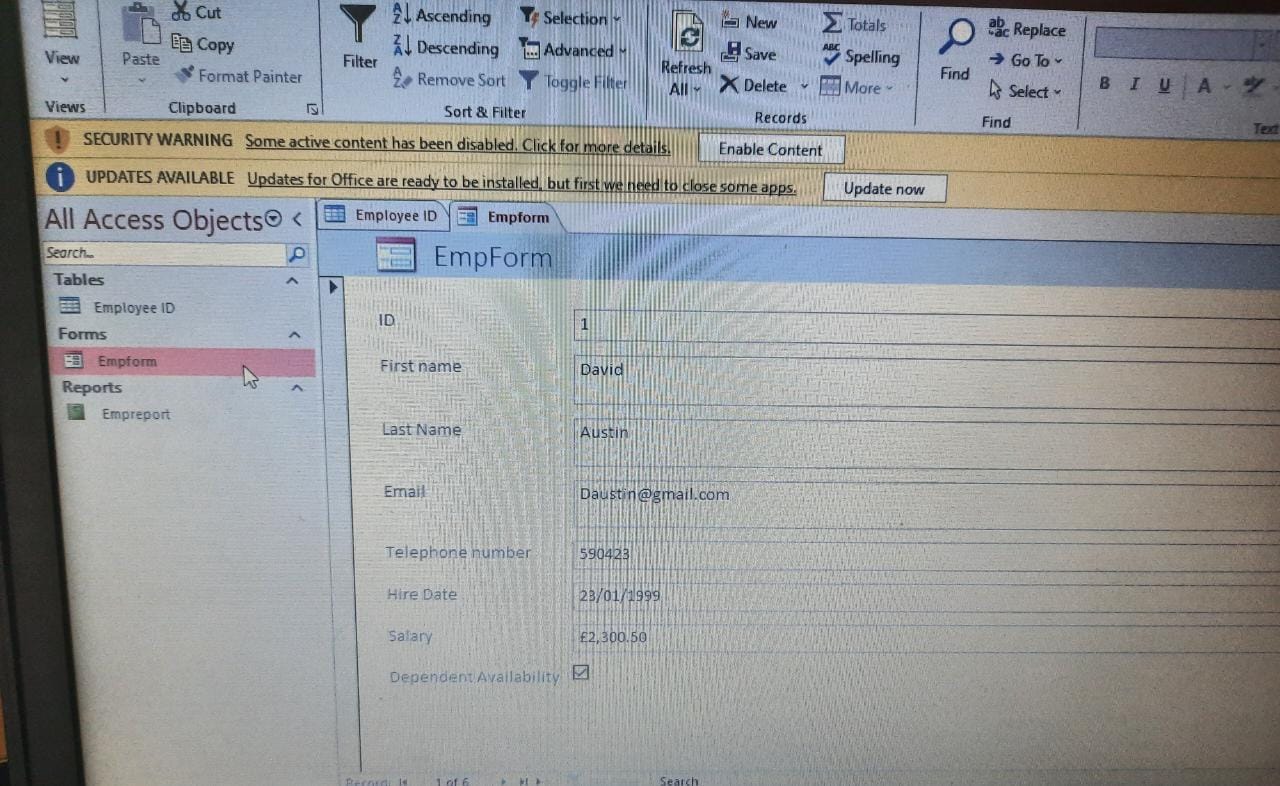 Cut
Copy
Format Painter
View
Paste
Views
Clipboard
Filter
Ascending
Descending
Remove Sort
Selection
Advanced
Toggle Filter
Sort & Filter
Refresh
All
New
Save
Delete
Totals
Spelling
More
Records
Find
Replace
Go To
Select
Find
B I U A
Text
SECURITY WARNING Some active content has been disabled. Click for more details. Enable Content
UPDATES AVAILABLE Updates for Office are ready to be installed, but first we need to close some apps. Update now
All Access Objects
Search...
Tables
Employee ID
Forms
Empform
Reports
Empreport
Employee ID Empform
EmpForm
ID 1
First name David
Last Name Austin
Email Daustin@gmail.com
Telephone number 590423
Hire Date 23/01/1999
Salary £2,300.50
Dependent Availability
Record: 1 of 6 Search